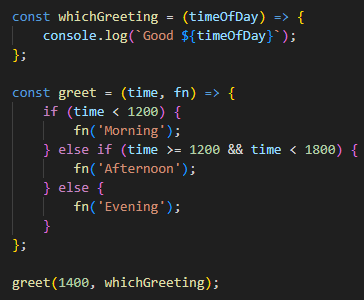 const whichGreeting = (timeOfDay) => {
    console.log(`Good ${timeOfDay}`);
};

const greet = (time, fn) => {
    if (time < 1200) {
        fn('Morning');
    } else if (time >= 1200 && time < 1800) {
        fn('Afternoon');
    } else {
        fn('Evening');
    }
};

greet(1400, whichGreeting);